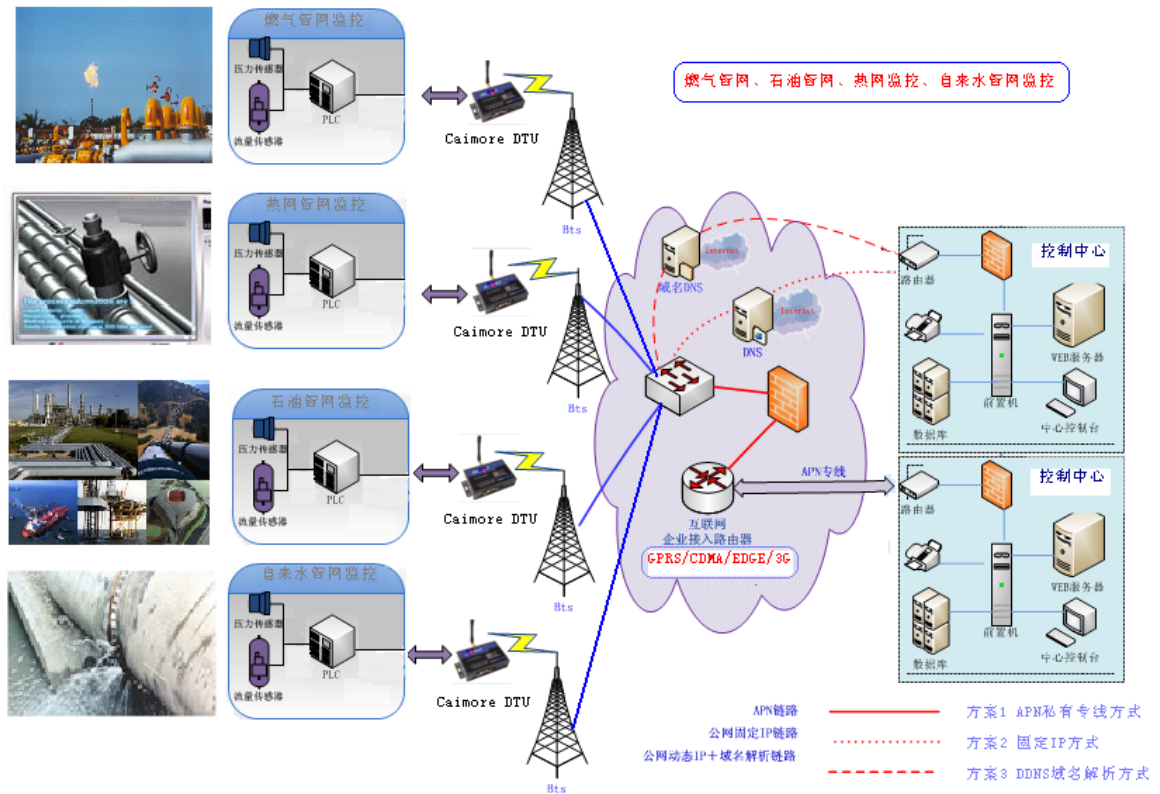 燃气管网、石油管网、热网监控、自来水管网监控
燃气管网监控
压力传感器
流量传感器
PLC
Caimore DTU
Bts
热网管网监控
压力传感器
流量传感器
PLC
Caimore DTU
Bts
石油管网监控
压力传感器
流量传感器
PLC
Caimore DTU
Bts
自来水管网监控
压力传感器
流量传感器
PLC
Caimore DTU
Bts
域名DNS
Internet
DNS
Internet
互联网
企业接入路由器
GPRS/CDMA/EDGE/3G
APN专线
控制中心
路由器
WEB服务器
前置机
数据库
中心控制台
控制中心
路由器
WEB服务器
前置机
数据库
中心控制台
APN链路
方案1 APN私有专线方式
公网固定IP链路
方案2 固定IP方式
公网动态IP+域名解析链路
方案3 DDNS域名解析方式